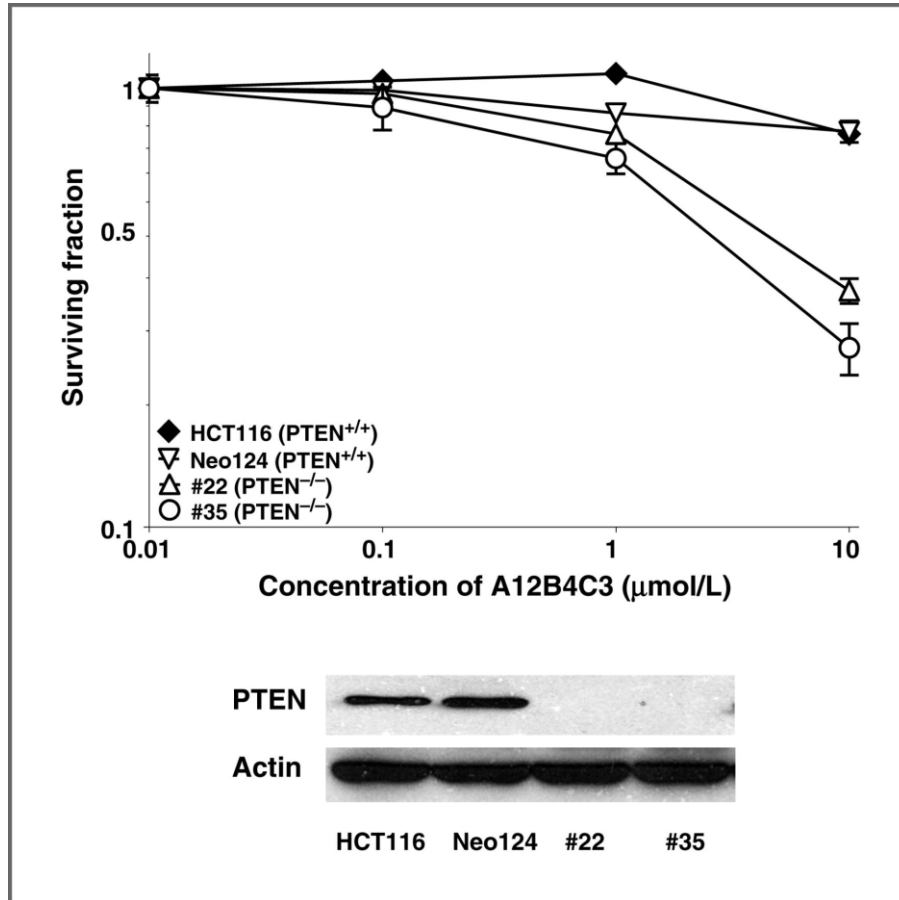 1
0.5
0.1
Surviving fraction
HCT116 (PTEN+/+)
Neo124 (PTEN+/+)
#22 (PTEN−/−)
#35 (PTEN−/−)
0.01 0.1 1 10
Concentration of A12B4C3 (μmol/L)
PTEN
Actin
HCT116 Neo124 #22 #35